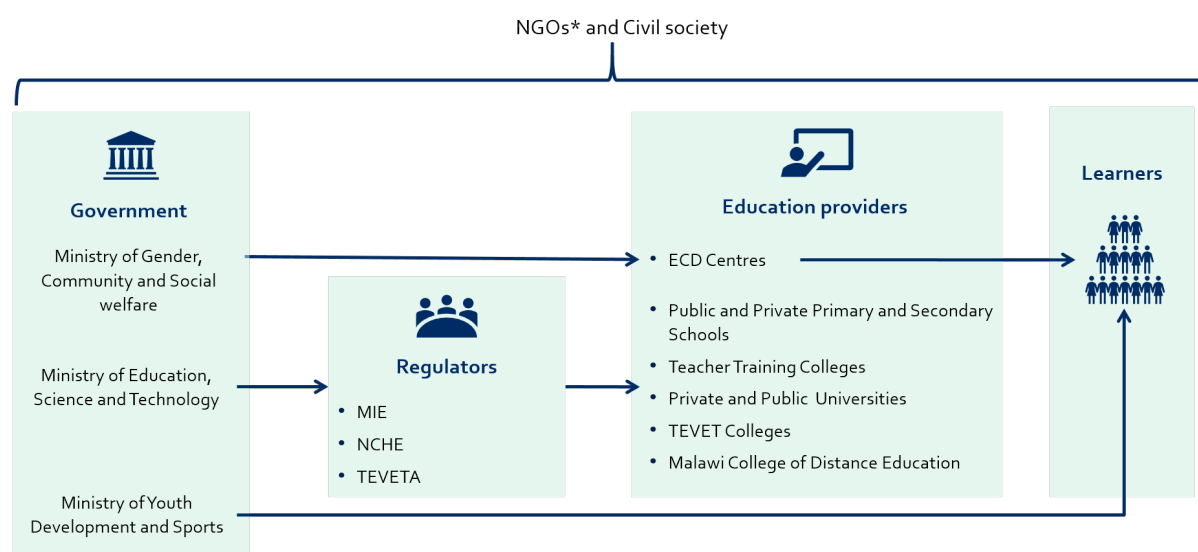 NGOs* and Civil society
Government
Ministry of Gender,
Community and Social
welfare
Ministry of Education,
Science and Technology
Ministry of Youth
Development and Sports
Regulators
• MIE
• NCHE
• TEVETA
Education providers
• ECD Centres
• Public and Private Primary and Secondary
Schools
• Teacher Training Colleges
• Private and Public Universities
• TEVET Colleges
• Malawi College of Distance Education
Learners